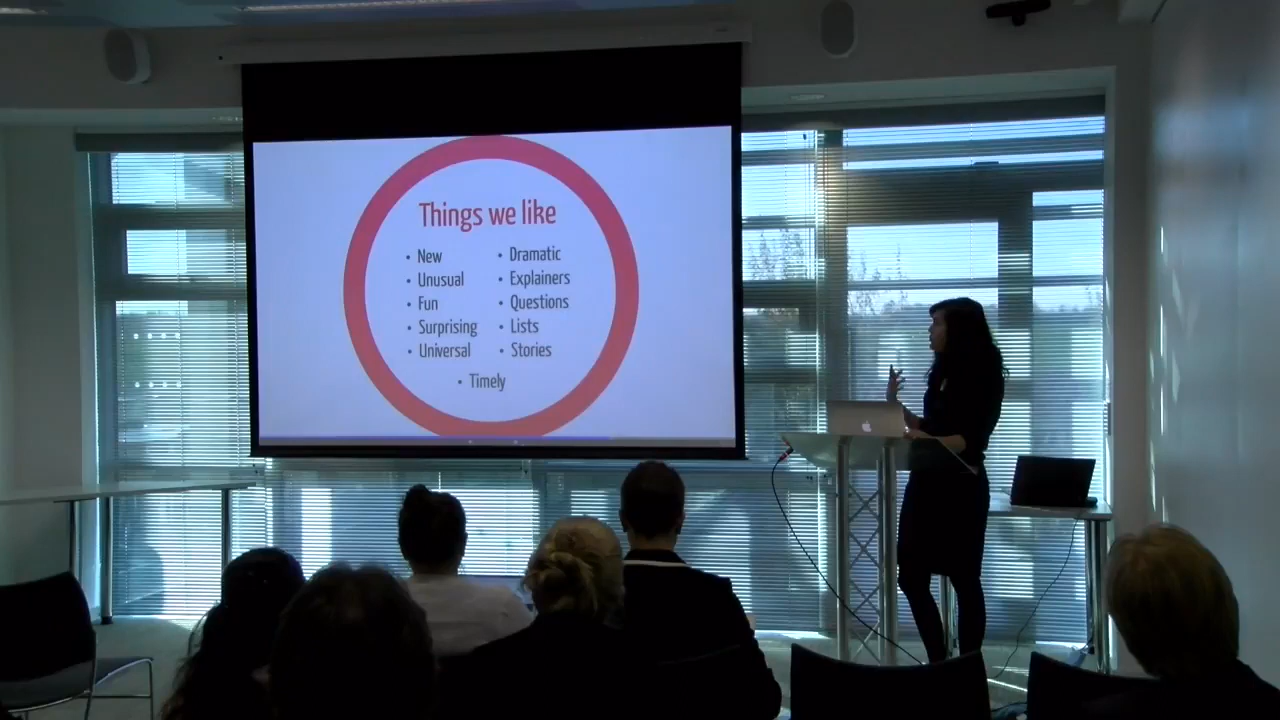 Things we like
• New
• Unusual
• Fun
• Surprising
• Universal
• Dramatic
• Explainers
• Questions
• Lists
• Stories
• Timely